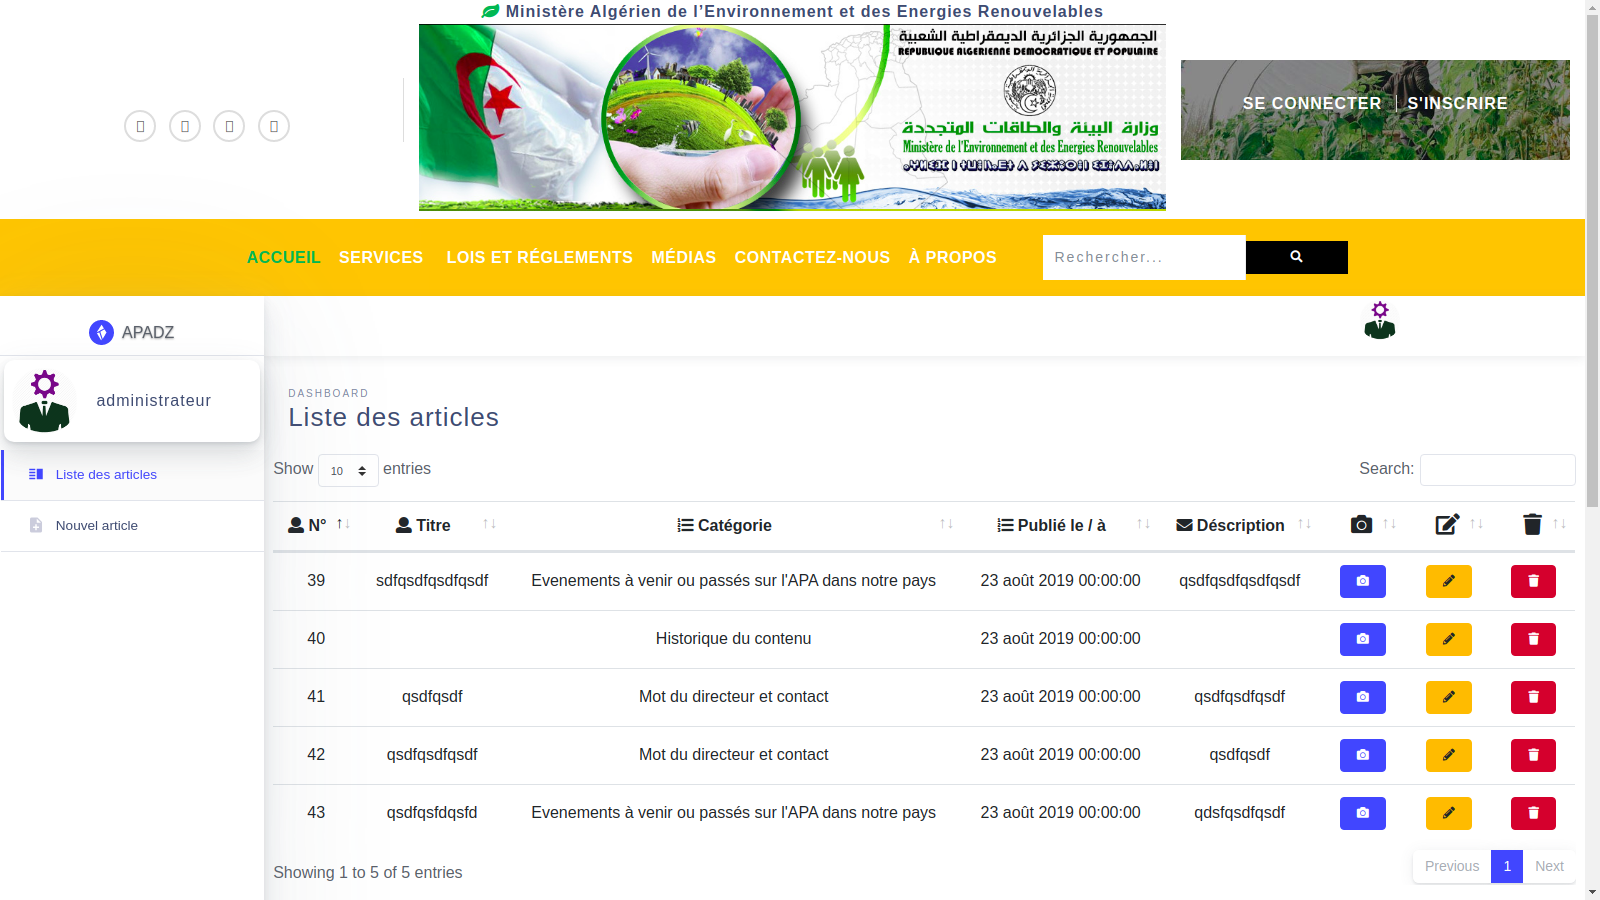 Ministère Algérien de l’Environnement et des Energies Renouvelables
الجمهورية الجزائرية الديمقراطية الشعبية
REPUBLIQUE ALGERIENNE DEMOCRATIQUE ET POPULAIRE
وزارة البيئة والطاقات المتجددة
Ministère de l'Environnement et des Energies Renouvelables
SE CONNECTER
S'INSCRIRE
ACCUEIL SERVICES LOIS ET RÉGLEMENTS MÉDIAS CONTACTEZ-NOUS À PROPOS
Rechercher...
APADZ
administrateur
Liste des articles
Nouvel article
DASHBOARD
Liste des articles
Show 10 entries
Search:
N° Titre Catégorie Publié le / à Déscription
39 sdfqsdfqsdfqsdf Evenements à venir ou passés sur l'APA dans notre pays 23 août 2019 00:00:00 qsdfqsdfqsdfqsdf
40 Historique du contenu 23 août 2019 00:00:00
41 qsdfqsdf Mot du directeur et contact 23 août 2019 00:00:00 qsdfqsdfqsdf
42 qsdfqsdfqsdf Mot du directeur et contact 23 août 2019 00:00:00 qsdfqsdf
43 qsdfqsfdqsfd Evenements à venir ou passés sur l'APA dans notre pays 23 août 2019 00:00:00 qdsfqsdfqsdf
Showing 1 to 5 of 5 entries
Previous 1 Next